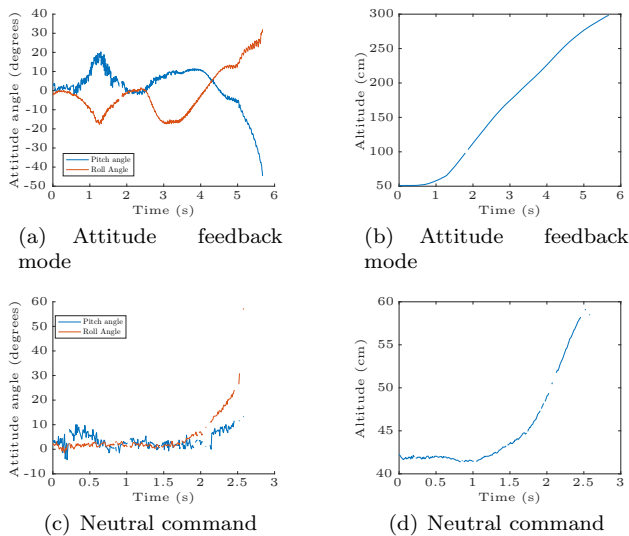 40
30
20
10
0
-10
-20
-30
-40
-50
Attitude angle (degrees)
Pitch angle
Roll Angle
0 1 2 3 4 5 6
Time (s)
(a) Attitude feedback
mode
300
250
200
150
100
50
Altitude (cm)
0 2 4 6
Time (s)
(b) Attitude feedback
mode
60
50
40
30
20
10
0
-10
Attitude angle (degrees)
Pitch angle
Roll Angle
0 0.5 1 1.5 2 2.5 3
Time (s)
(c) Neutral command
60
55
50
45
40
Altitude (cm)
0 0.5 1 1.5 2 2.5 3
Time (s)
(d) Neutral command